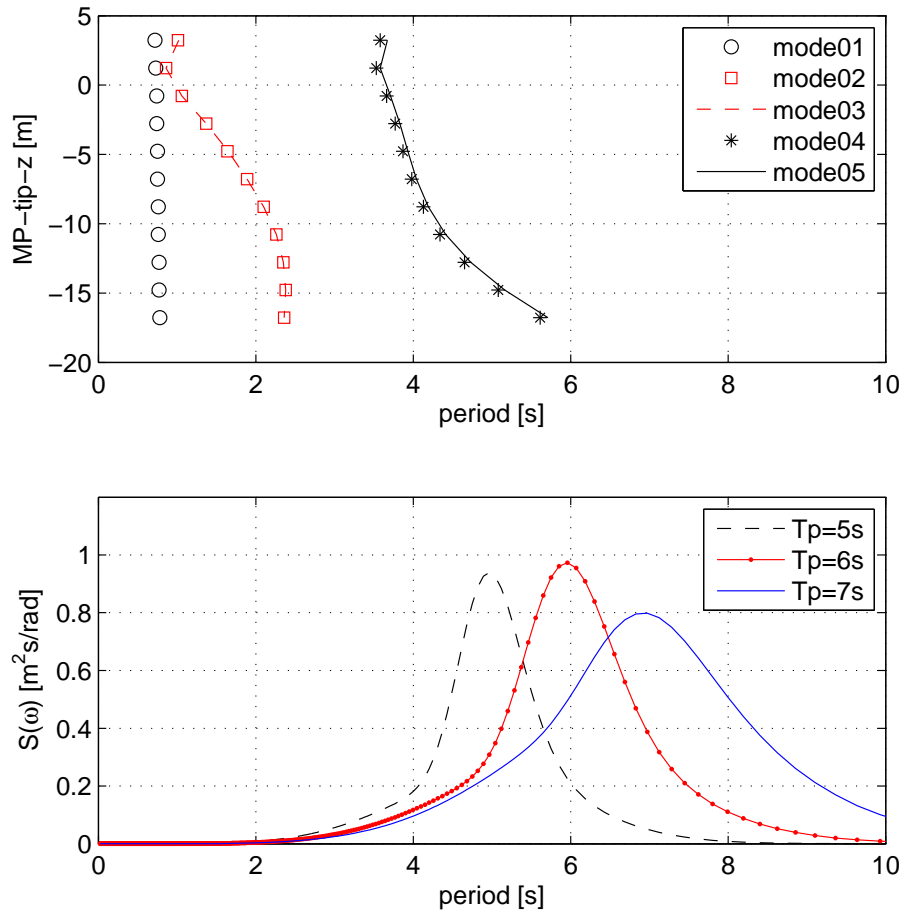 5
0
−5
−10
−15
−20
MP−tip−z [m]
0 2 4 6 8 10
period [s]
mode01
mode02
mode03
mode04
mode05
1
0.8
0.6
0.4
0.2
0
S(ω) [m²s/rad]
0 2 4 6 8 10
period [s]
Tp=5s
Tp=6s
Tp=7s